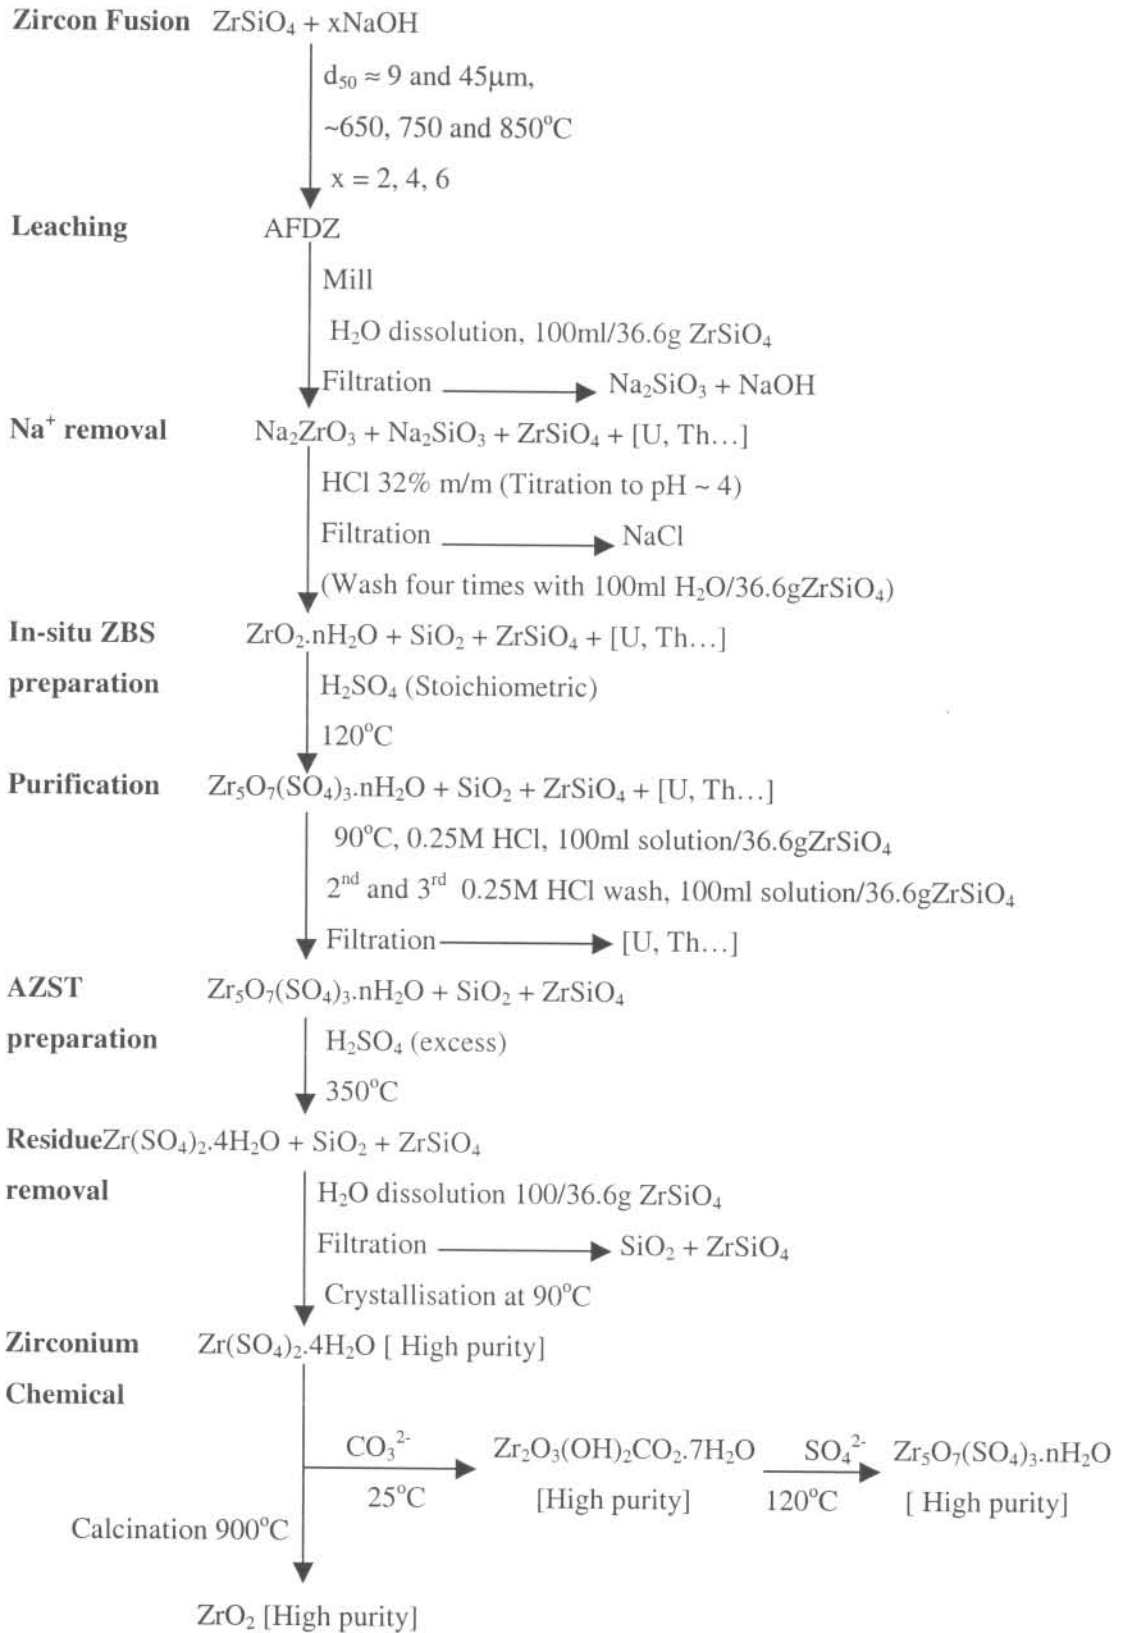 Zircon Fusion ZrSiO₄ + xNaOH
d₅₀ ≈ 9 and 45μm,
~650, 750 and 850°C
x = 2, 4, 6
Leaching AFDZ
Mill
H₂O dissolution, 100ml/36.6g ZrSiO₄
Filtration Na₂SiO₃ + NaOH
Na⁺ removal Na₂ZrO₃ + Na₂SiO₃ + ZrSiO₄ + [U, Th…]
HCl 32% m/m (Titration to pH ~ 4)
Filtration NaCl
(Wash four times with 100ml H₂O/36.6gZrSiO₄)
In-situ ZBS ZrO₂.nH₂O + SiO₂ + ZrSiO₄ + [U, Th…]
preparation H₂SO₄ (Stoichiometric)
120°C
Purification Zr₅O₇(SO₄)₃.nH₂O + SiO₂ + ZrSiO₄ + [U, Th…]
90°C, 0.25M HCl, 100ml solution/36.6gZrSiO₄
2ⁿᵈ and 3ʳᵈ 0.25M HCl wash, 100ml solution/36.6gZrSiO₄
Filtration [U, Th…]
AZST Zr₅O₇(SO₄)₃.nH₂O + SiO₂ + ZrSiO₄
preparation H₂SO₄ (excess)
350°C
ResidueZr(SO₄)₂.4H₂O + SiO₂ + ZrSiO₄
removal H₂O dissolution 100/36.6g ZrSiO₄
Filtration SiO₂ + ZrSiO₄
Crystallisation at 90°C
Zirconium Zr(SO₄)₂.4H₂O [ High purity]
Chemical
CO₃²⁻ Zr₂O₃(OH)₂CO₂.7H₂O SO₄²⁻ Zr₅O₇(SO₄)₃.nH₂O
25°C [High purity] 120°C [ High purity]
Calcination 900°C
ZrO₂ [High purity]